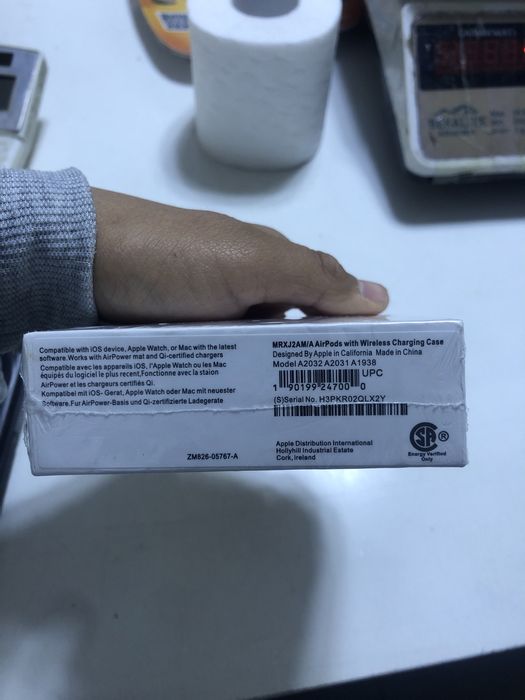 Compatible with iOS device, Apple Watch, or Mac with the latest
software.Works with AirPower mat and Qi-certified chargers
Compatible avec les appareils iOS, l'Apple Watch ou les Mac
équipés du logiciel le plus recent,Fonctionne avec la staion
AirPower et les chargeurs certifiés Qi.
Kompatibel mit iOS- Gerat, Apple Watch oder Mac mit neuester
Software.Fur AirPower-Basis und Qi-zertifizierte Ladegerate
ZM826-05767-A
MRXJ2AM/A AirPods with Wireless Charging Case
Designed By Apple in California Made in China
Model A2032 A2031 A1938
UPC
1 90199 24700 0
(S)Serial No. H3PKR02QLX2Y
Apple Distribution International
Hollyhill Industrial Estate
Cork, Ireland
SA ®
Energy Verified
Only